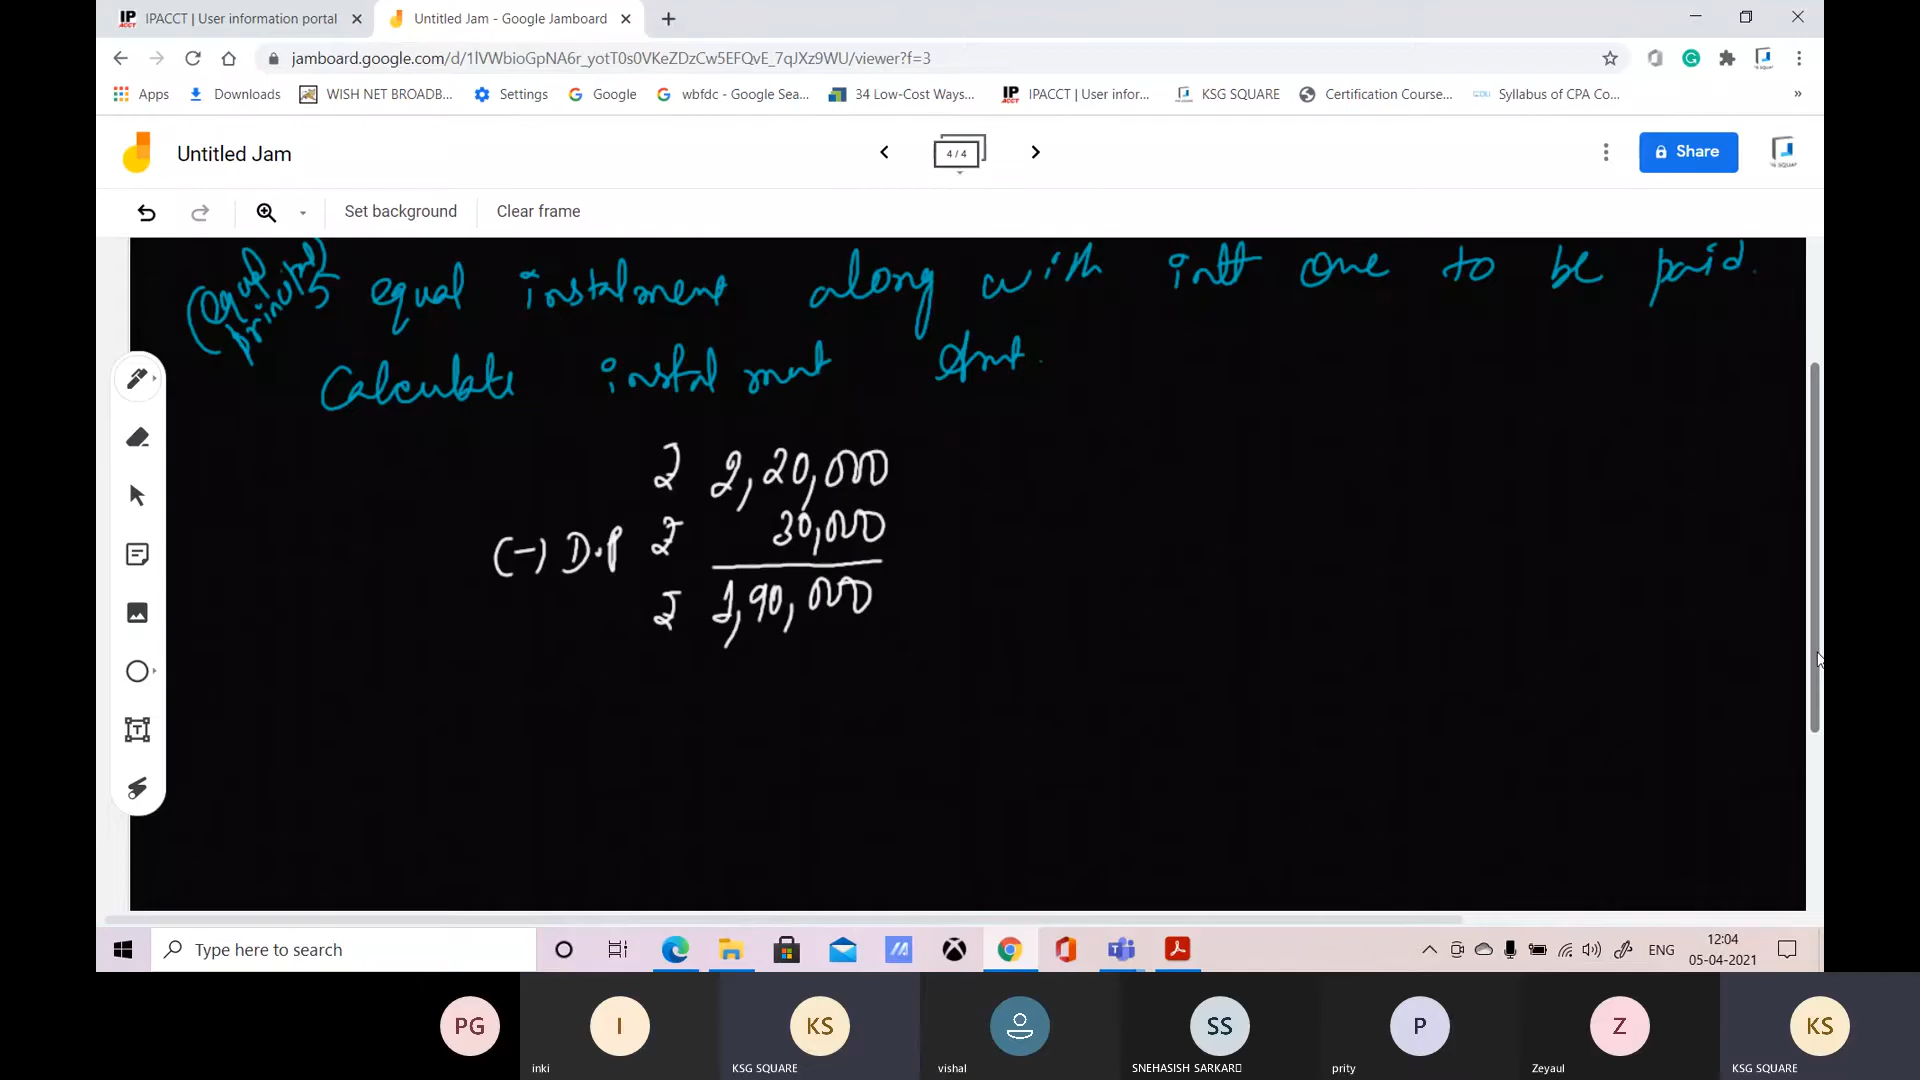 IPACCT | User information portal
Untitled Jam - Google Jamboard
jamboard.google.com/d/1lVWbioGpNA6r_yotT0s0VKeZDzCw5EFQvE_7qJXz9WU/viewer?f=3
Apps
Downloads
WISH NET BROADB...
Settings
Google
wbfdc - Google Sea...
34 Low-Cost Ways...
IPACCT | User infor...
KSG SQUARE
Certification Course...
Syllabus of CPA Co...
Untitled Jam
4 / 4
Share
Set background
Clear frame
5 equal instalment along with intt are to be paid.
(equal
Calculate instalment Amt.
₹ 2,20,000
(-) D.P ₹ 30,000
₹ 1,90,000
Type here to search
ENG
12:04
05-04-2021
PG
I
KS
SS
P
Z
KS
inki
KSG SQUARE
vishal
SNEHASISH SARKAR
prity
Zeyaul
KSG SQUARE